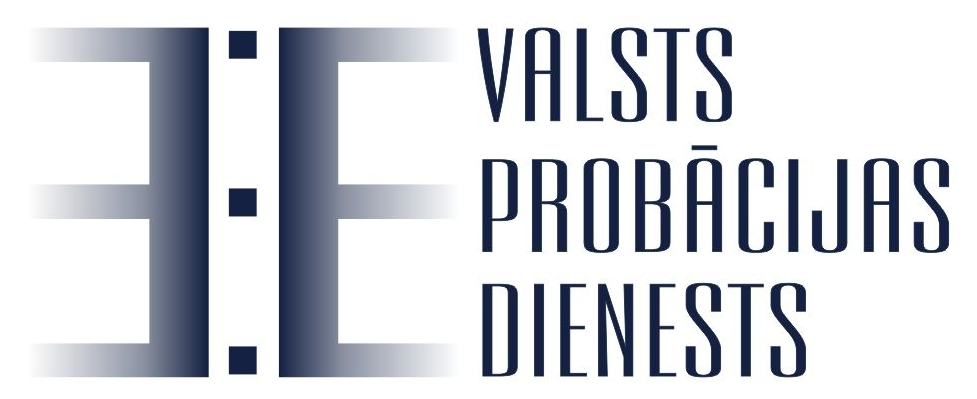 VALSTS
PROBĀCIJAS
DIENESTS